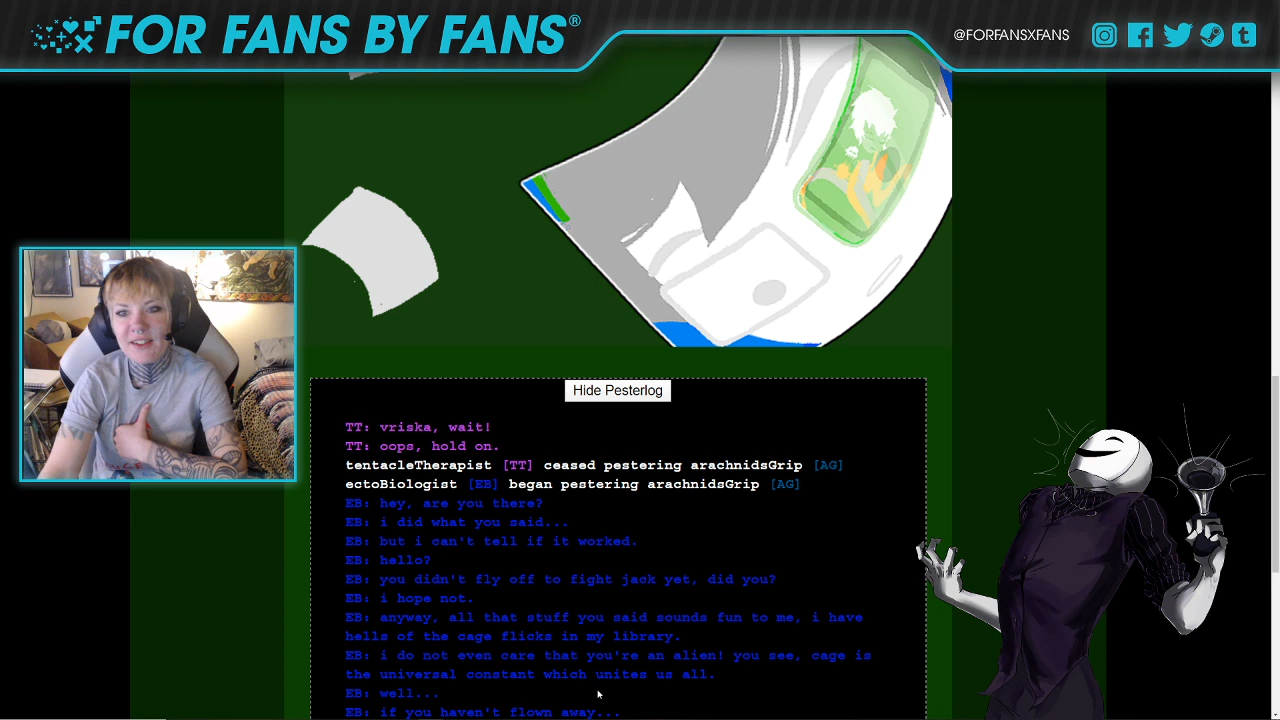 FOR FANS BY FANS®
@FORFANSXFANS
Hide Pesterlog
TT: vriska, wait!
TT: oops, hold on.
tentacleTherapist [TT] ceased pestering arachnidsGrip [AG]
ectoBiologist [EB] began pestering arachnidsGrip [AG]
EB: hey, are you there?
EB: i did what you said...
EB: but i can't tell if it worked.
EB: hello?
EB: you didn't fly off to fight jack yet, did you?
EB: i hope not.
EB: anyway, all that stuff you said sounds fun to me, i have
hells of the cage flicks in my library.
EB: i do not even care that you're an alien! you see, cage is
the universal constant which unites us all.
EB: well...
EB: if you haven't flown away...